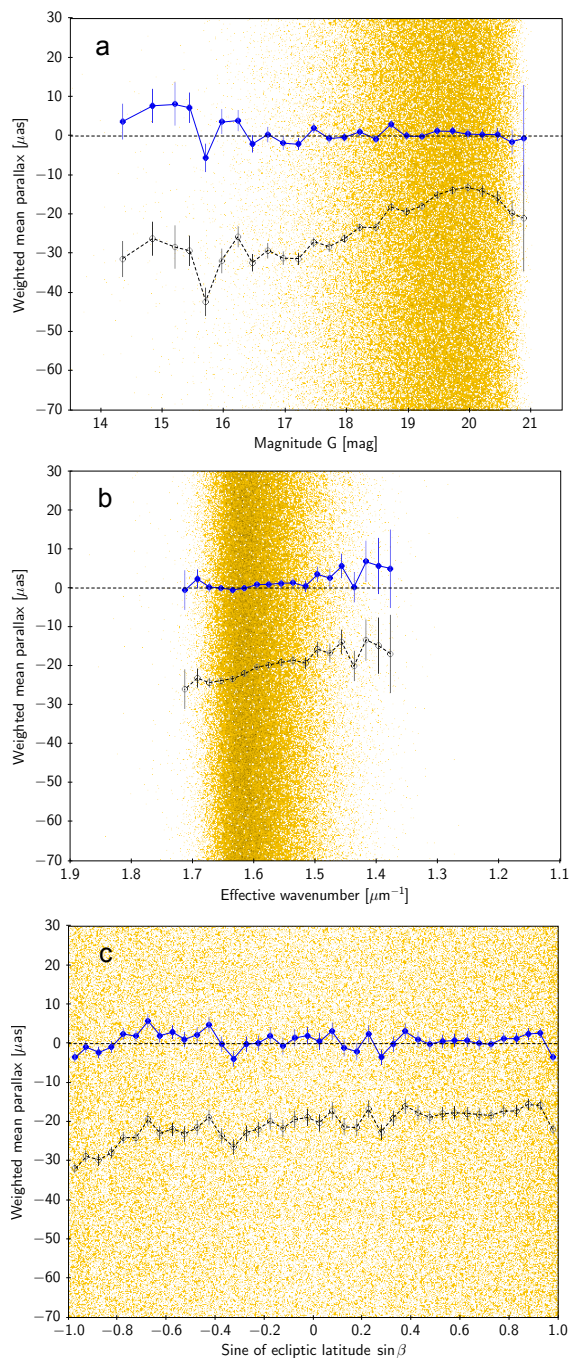 a
30
20
10
0
−10
−20
−30
−40
−50
−60
−70
Weighted mean parallax [μas]
14 15 16 17 18 19 20 21
Magnitude G [mag]
b
30
20
10
0
−10
−20
−30
−40
−50
−60
−70
Weighted mean parallax [μas]
1.9 1.8 1.7 1.6 1.5 1.4 1.3 1.2 1.1
Effective wavenumber [μm⁻¹]
c
30
20
10
0
−10
−20
−30
−40
−50
−60
−70
Weighted mean parallax [μas]
−1.0 −0.8 −0.6 −0.4 −0.2 0 0.2 0.4 0.6 0.8 1.0
Sine of ecliptic latitude sin β